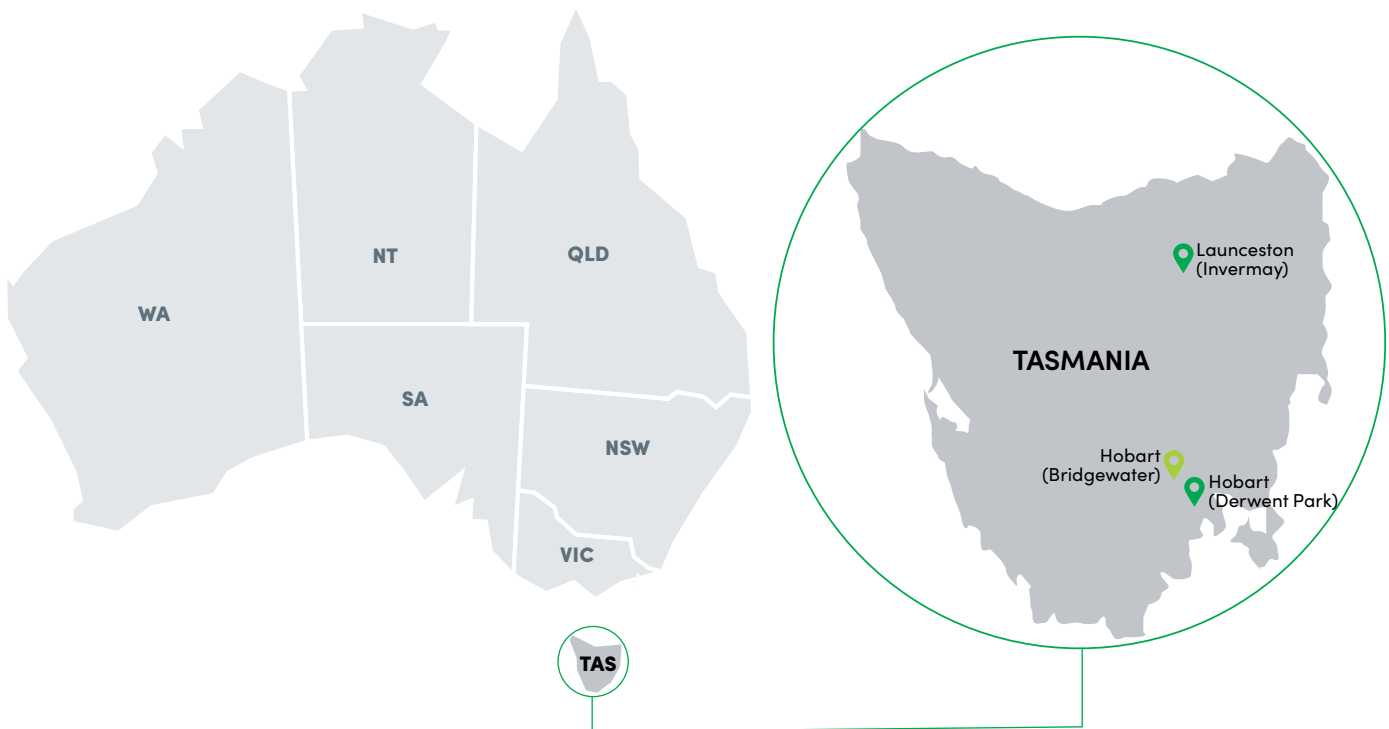 NT
QLD
WA
SA
NSW
VIC
TAS
Launceston
(Invermay)
TASMANIA
Hobart
(Bridgewater)
Hobart
(Derwent Park)